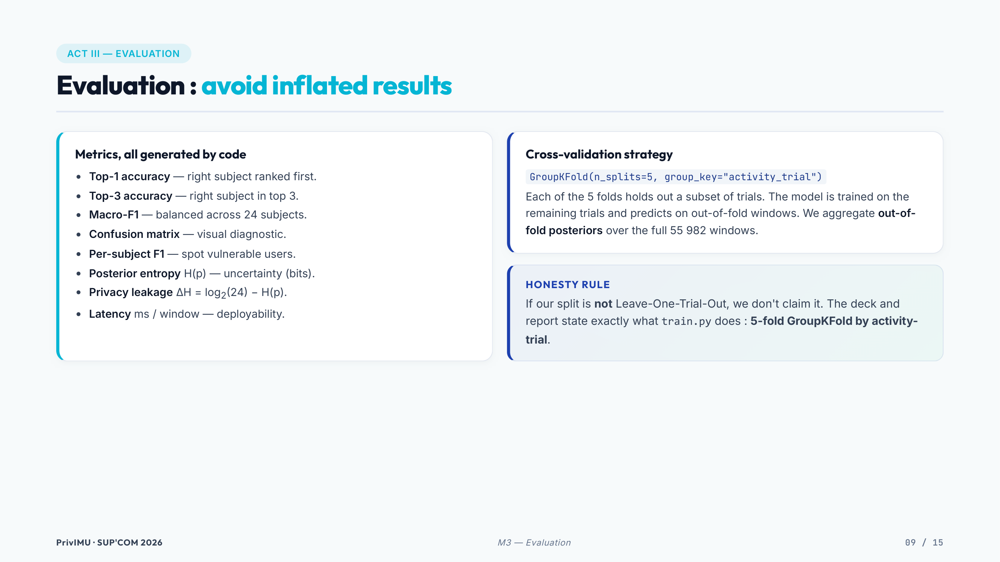 ACT III — EVALUATION
Evaluation : avoid inflated results
Metrics, all generated by code
• Top-1 accuracy — right subject ranked first.
• Top-3 accuracy — right subject in top 3.
• Macro-F1 — balanced across 24 subjects.
• Confusion matrix — visual diagnostic.
• Per-subject F1 — spot vulnerable users.
• Posterior entropy H(p) — uncertainty (bits).
• Privacy leakage ΔH = log₂(24) − H(p).
• Latency ms / window — deployability.
Cross-validation strategy
GroupKFold(n_splits=5, group_key="activity_trial")
Each of the 5 folds holds out a subset of trials. The model is trained on the
remaining trials and predicts on out-of-fold windows. We aggregate out-of-
fold posteriors over the full 55 982 windows.
HONESTY RULE
If our split is not Leave-One-Trial-Out, we don't claim it. The deck and
report state exactly what train.py does : 5-fold GroupKFold by activity-
trial.
PrivIMU · SUP'COM 2026
M3 — Evaluation
09 / 15